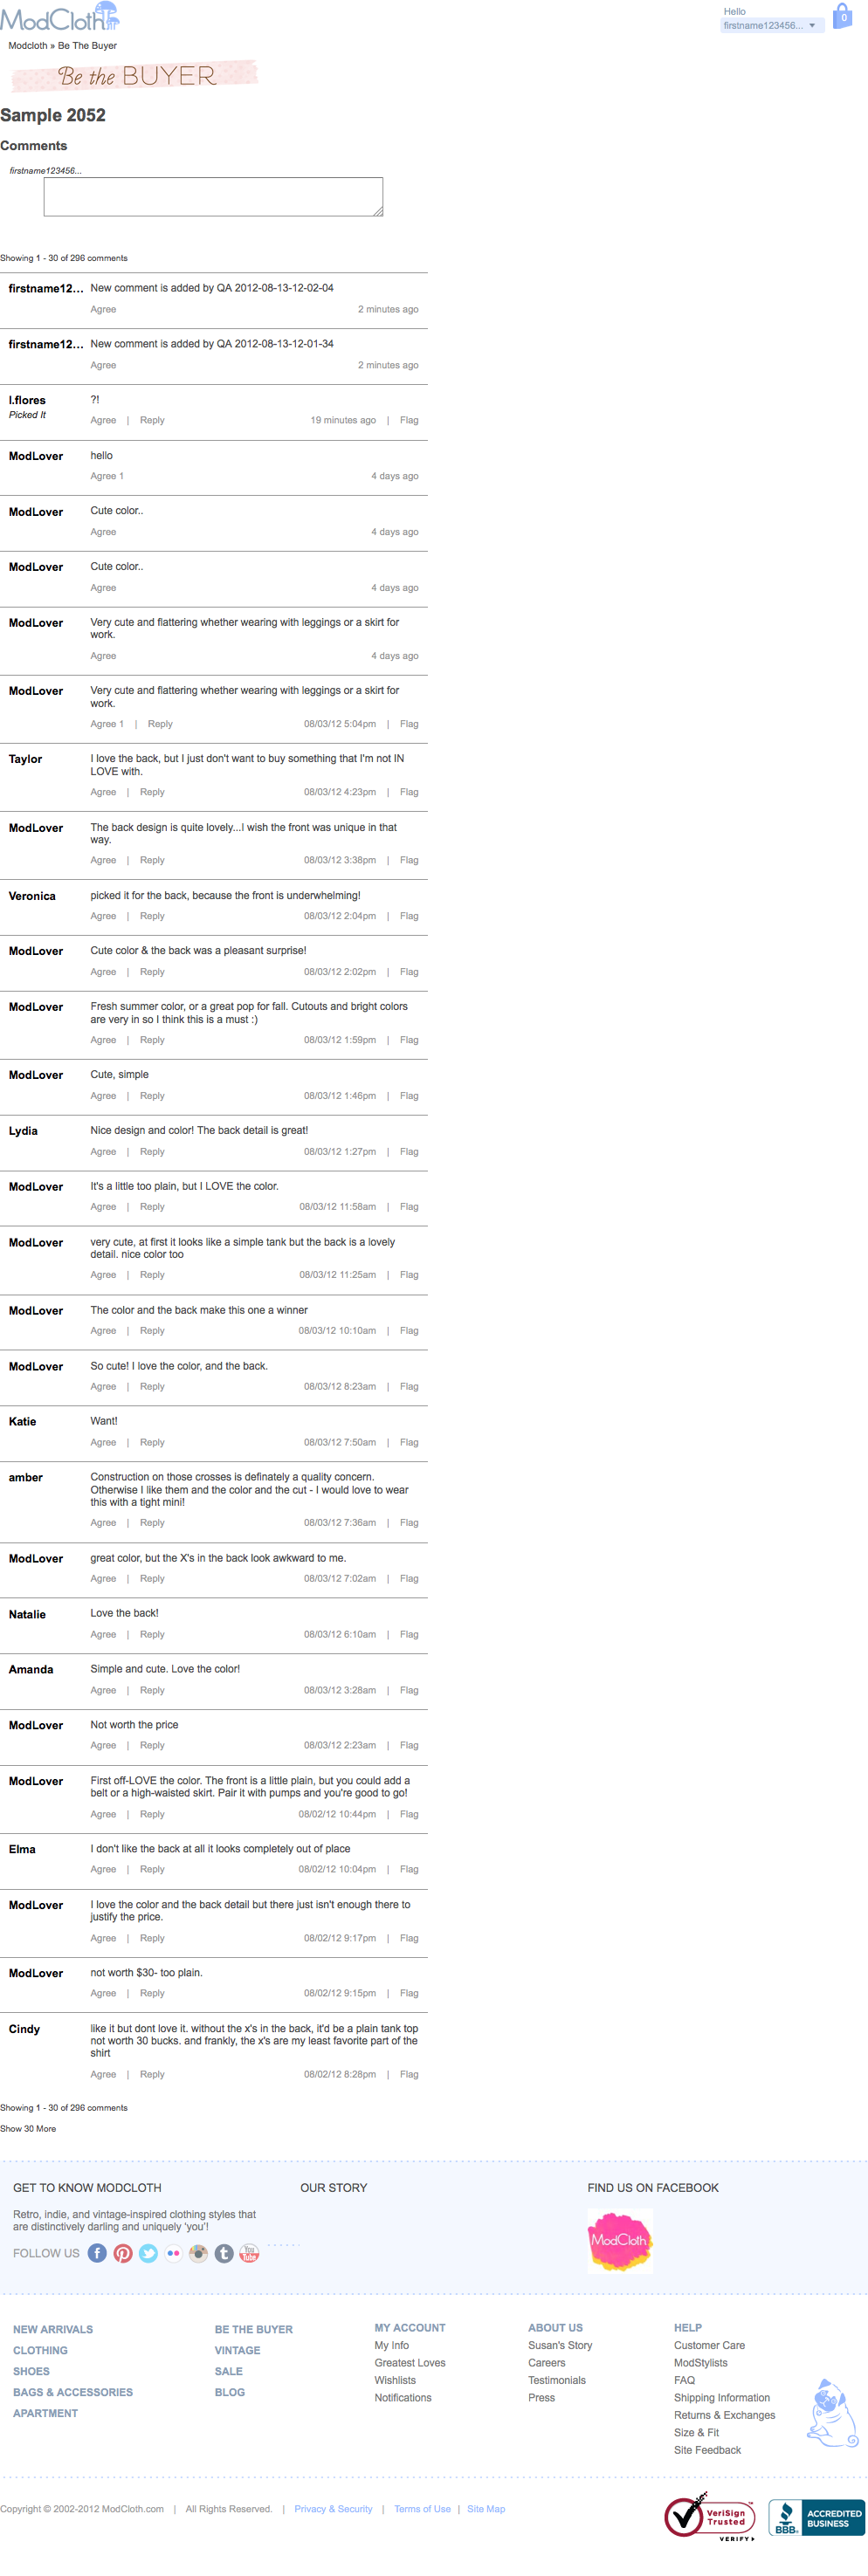 ModCloth
Hello
firstname123456...
0
Modcloth » Be The Buyer
Be the BUYER
Sample 2052
Comments
firstname123456...
Showing 1 - 30 of 296 comments
firstname12... New comment is added by QA 2012-08-13-12-02-04
Agree 2 minutes ago
firstname12... New comment is added by QA 2012-08-13-12-01-34
Agree 2 minutes ago
l.flores ?!
Picked It
Agree | Reply 19 minutes ago | Flag
ModLover hello
Agree 1 4 days ago
ModLover Cute color..
Agree 4 days ago
ModLover Cute color..
Agree 4 days ago
ModLover Very cute and flattering whether wearing with leggings or a skirt for
work.
Agree 4 days ago
ModLover Very cute and flattering whether wearing with leggings or a skirt for
work.
Agree 1 | Reply 08/03/12 5:04pm | Flag
Taylor I love the back, but I just don't want to buy something that I'm not IN
LOVE with.
Agree | Reply 08/03/12 4:23pm | Flag
ModLover The back design is quite lovely...I wish the front was unique in that
way.
Agree | Reply 08/03/12 3:38pm | Flag
Veronica picked it for the back, because the front is underwhelming!
Agree | Reply 08/03/12 2:04pm | Flag
ModLover Cute color & the back was a pleasant surprise!
Agree | Reply 08/03/12 2:02pm | Flag
ModLover Fresh summer color, or a great pop for fall. Cutouts and bright colors
are very in so I think this is a must :)
Agree | Reply 08/03/12 1:59pm | Flag
ModLover Cute, simple
Agree | Reply 08/03/12 1:46pm | Flag
Lydia Nice design and color! The back detail is great!
Agree | Reply 08/03/12 1:27pm | Flag
ModLover It's a little too plain, but I LOVE the color.
Agree | Reply 08/03/12 11:58am | Flag
ModLover very cute, at first it looks like a simple tank but the back is a lovely
detail. nice color too
Agree | Reply 08/03/12 11:25am | Flag
ModLover The color and the back make this one a winner
Agree | Reply 08/03/12 10:10am | Flag
ModLover So cute! I love the color, and the back.
Agree | Reply 08/03/12 8:23am | Flag
Katie Want!
Agree | Reply 08/03/12 7:50am | Flag
amber Construction on those crosses is definately a quality concern.
Otherwise I like them and the color and the cut - I would love to wear
this with a tight mini!
Agree | Reply 08/03/12 7:36am | Flag
ModLover great color, but the X's in the back look awkward to me.
Agree | Reply 08/03/12 7:02am | Flag
Natalie Love the back!
Agree | Reply 08/03/12 6:10am | Flag
Amanda Simple and cute. Love the color!
Agree | Reply 08/03/12 3:28am | Flag
ModLover Not worth the price
Agree | Reply 08/03/12 2:23am | Flag
ModLover First off-LOVE the color. The front is a little plain, but you could add a
belt or a high-waisted skirt. Pair it with pumps and you're good to go!
Agree | Reply 08/02/12 10:44pm | Flag
Elma I don't like the back at all it looks completely out of place
Agree | Reply 08/02/12 10:04pm | Flag
ModLover I love the color and the back detail but there just isn't enough there to
justify the price.
Agree | Reply 08/02/12 9:17pm | Flag
ModLover not worth $30- too plain.
Agree | Reply 08/02/12 9:15pm | Flag
Cindy like it but dont love it. without the x's in the back, it'd be a plain tank top
not worth 30 bucks. and frankly, the x's are my least favorite part of the
shirt
Agree | Reply 08/02/12 8:28pm | Flag
Showing 1 - 30 of 296 comments
Show 30 More
GET TO KNOW MODCLOTH
Retro, indie, and vintage-inspired clothing styles that
are distinctively darling and uniquely 'you'!
FOLLOW US
f
t
You
Tube
OUR STORY
FIND US ON FACEBOOK
ModCloth
NEW ARRIVALS
CLOTHING
SHOES
BAGS & ACCESSORIES
APARTMENT
BE THE BUYER
VINTAGE
SALE
BLOG
MY ACCOUNT
My Info
Greatest Loves
Wishlists
Notifications
ABOUT US
Susan's Story
Careers
Testimonials
Press
HELP
Customer Care
ModStylists
FAQ
Shipping Information
Returns & Exchanges
Size & Fit
Site Feedback
Copyright © 2002-2012 ModCloth.com | All Rights Reserved. | Privacy & Security | Terms of Use | Site Map
VeriSign
Trusted
VERIFY
BBB.
ACCREDITED
BUSINESS